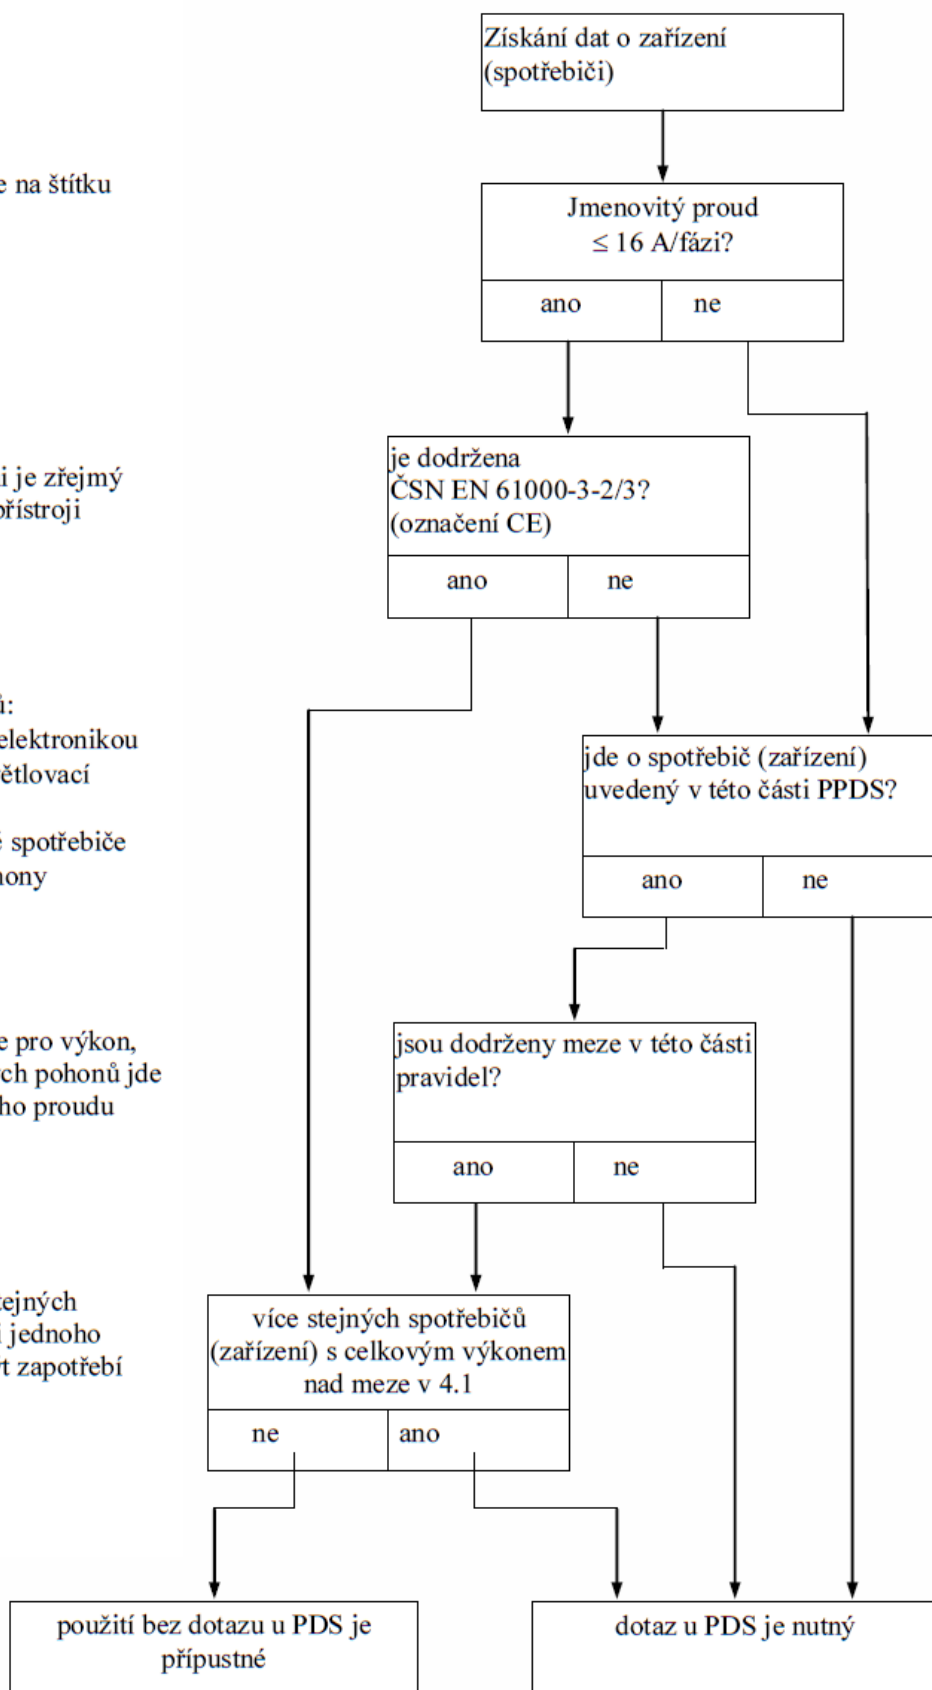 Získání dat o zařízení
(spotřebiči)
e na štítku
Jmenovitý proud
≤ 16 A/fázi?
ano
ne
je dodržena
ČSN EN 61000-3-2/3?
(označení CE)
i je zřejmý
přístroji
ano
ne
ů:
elektronikou
ětlovací
spotřebiče
nony
jde o spotřebič (zařízení)
uvedený v této části PPDS?
ano
ne
e pro výkon,
ch pohonů jde
ho proudu
jsou dodrženy meze v této části
pravidel?
ano
ne
tejných
i jednoho
t zapotřebí
více stejných spotřebičů
(zařízení) s celkovým výkonem
nad meze v 4.1
ne
ano
použití bez dotazu u PDS je
přípustné
dotaz u PDS je nutný